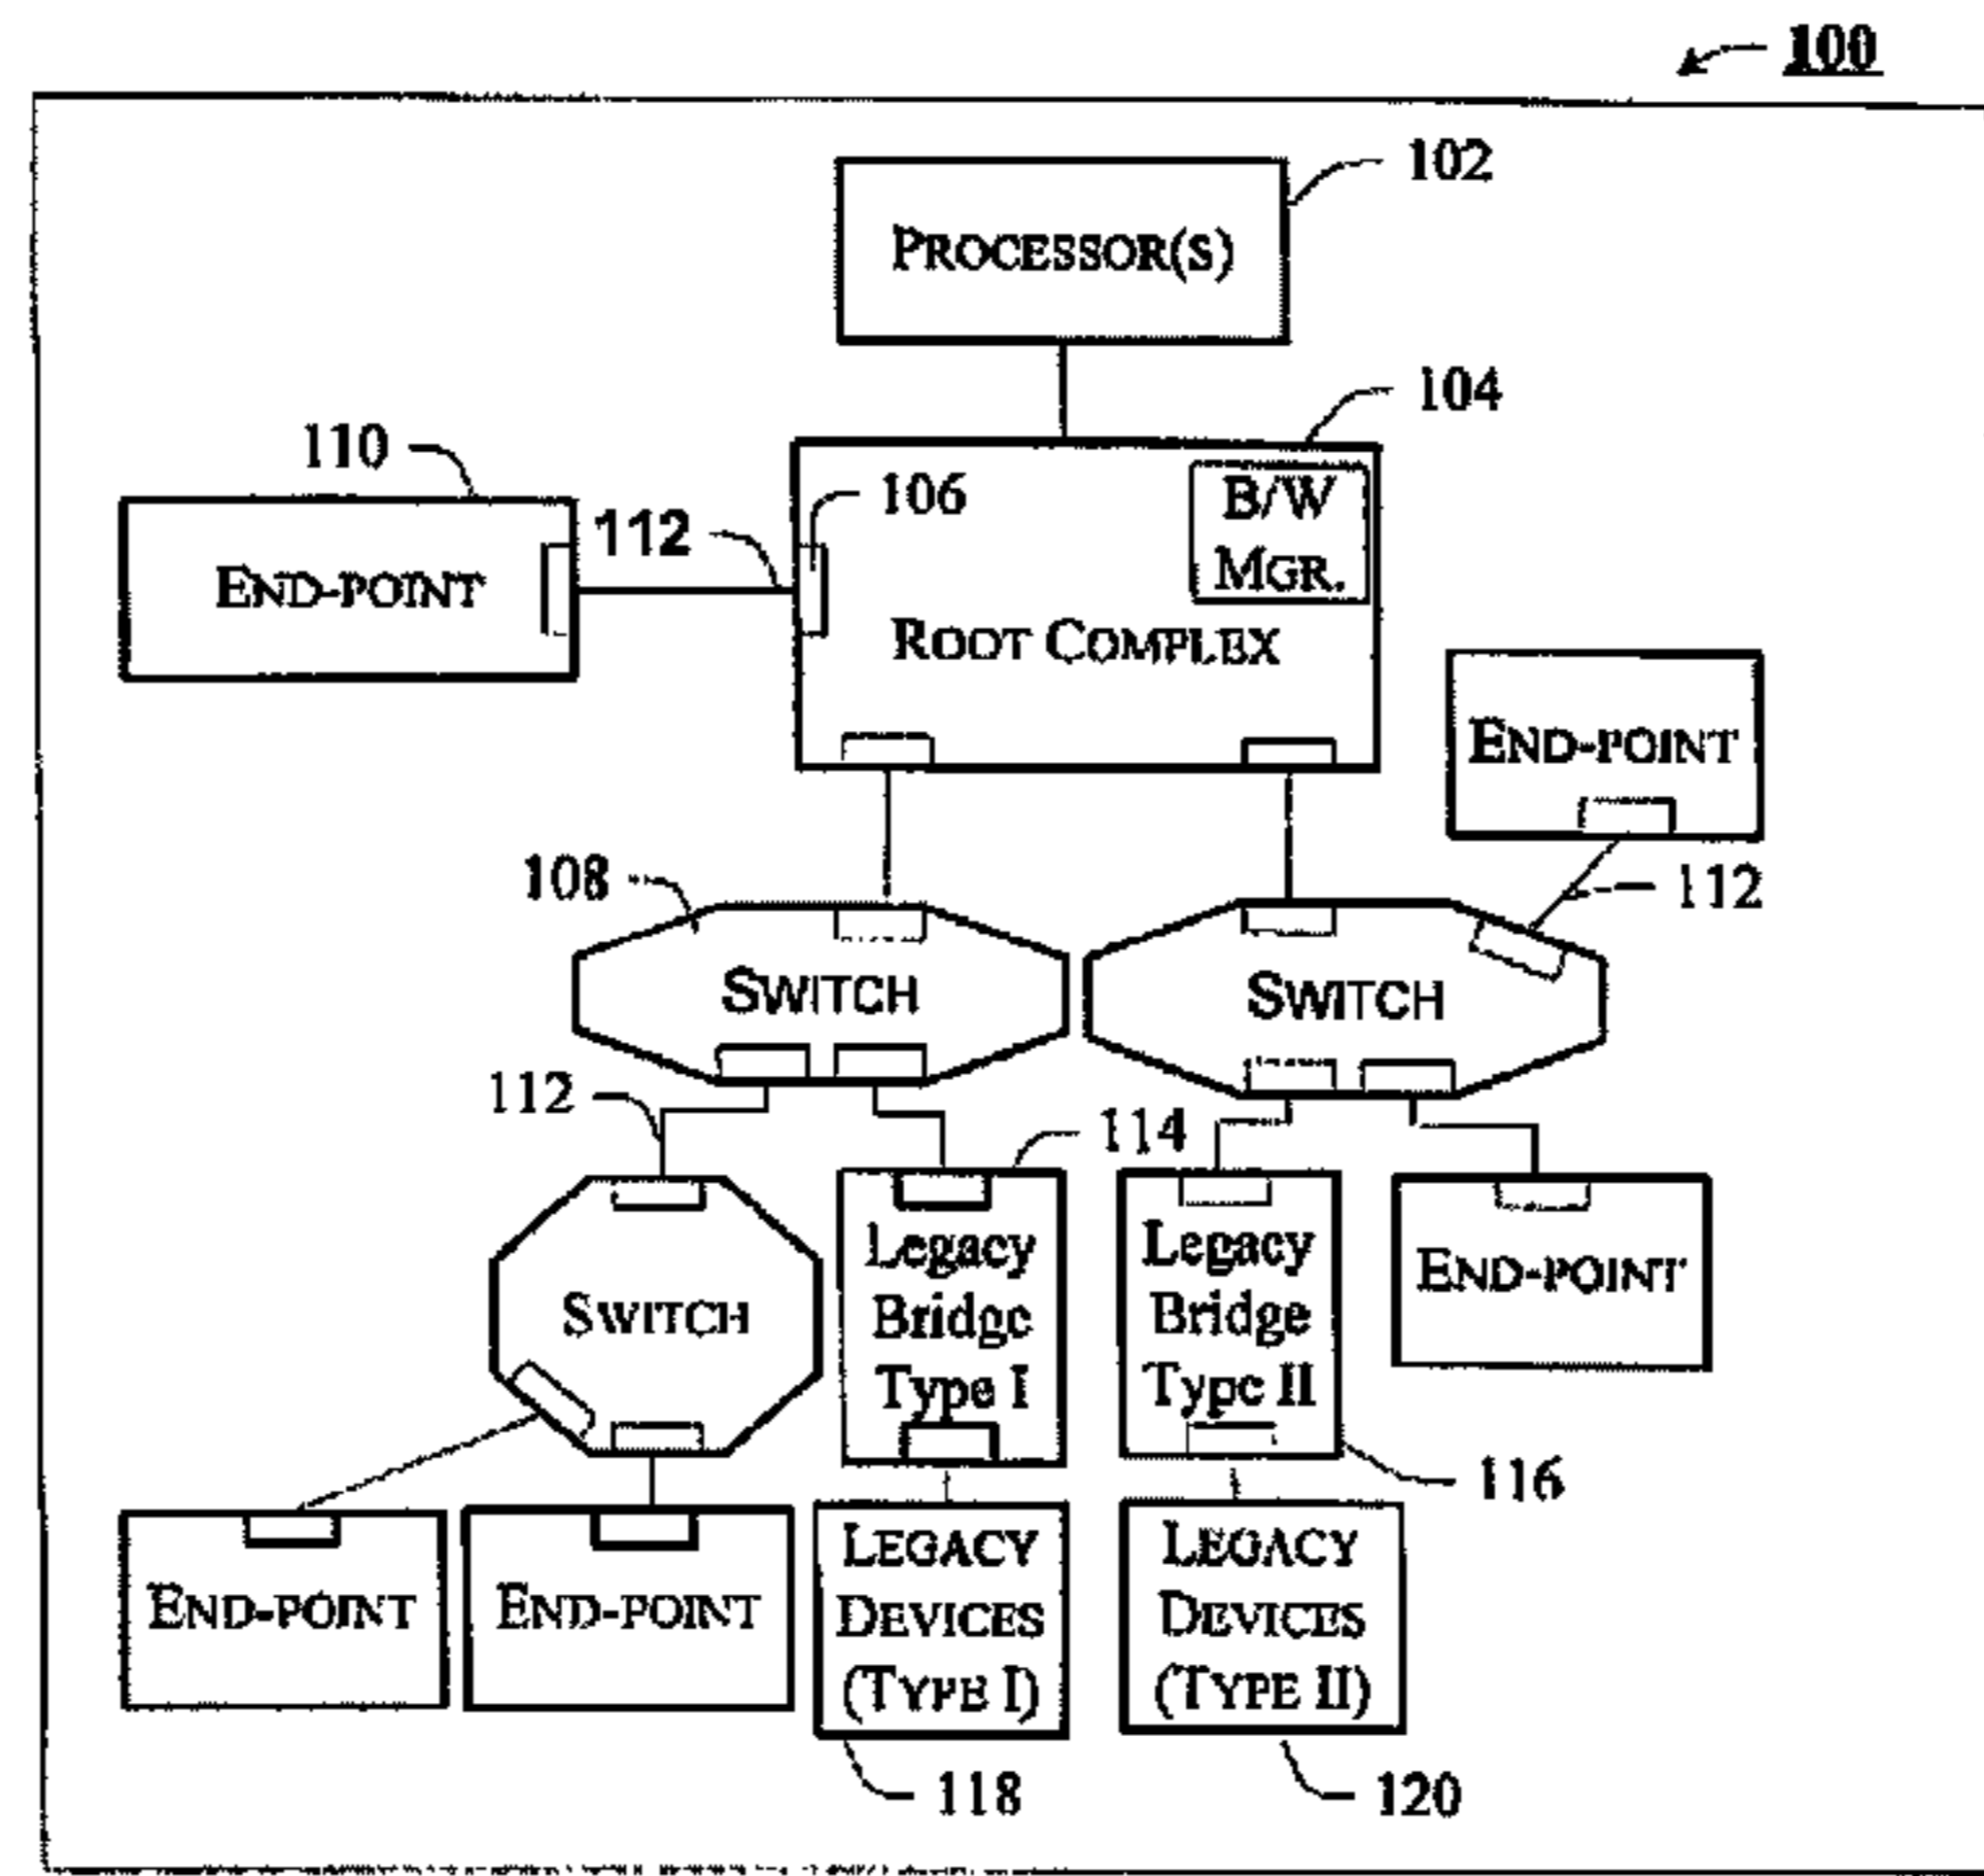 100
102
PROCESSOR(S)
104
110
106
B/W
MGR.
112
END-POINT
ROOT COMPLEX
END-POINT
108
112
SWITCH
SWITCH
112
114
Legacy
Bridge
Type I
Legacy
Bridge
Type II
END-POINT
SWITCH
116
LEGACY
DEVICES
(TYPE I)
LEGACY
DEVICES
(TYPE II)
END-POINT
END-POINT
118
120